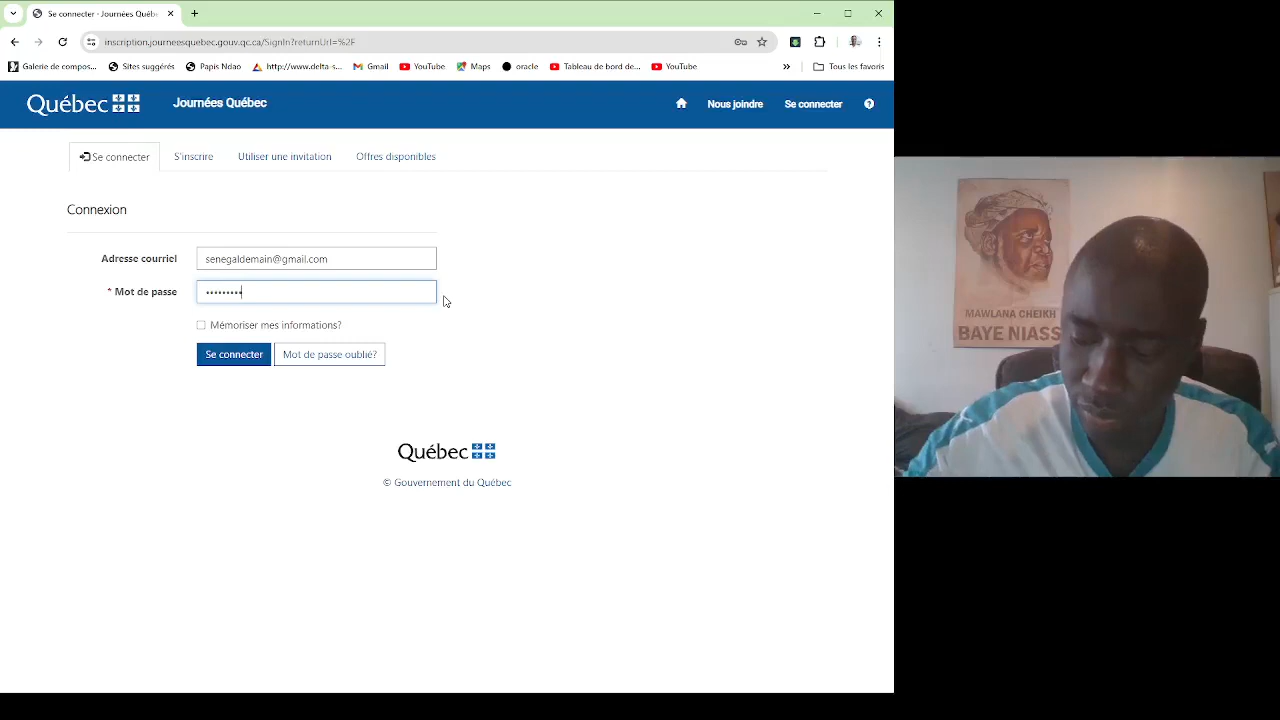 Se connecter · Journées Québe
inscription.journeesquebec.gouv.qc.ca/SignIn?returnUrl=%2F
Galerie de compos... Sites suggérés Papis Ndao http://www.delta-s... Gmail YouTube Maps oracle Tableau de bord de... YouTube » Tous les favoris
Québec Journées Québec Nous joindre Se connecter
Se connecter S'inscrire Utiliser une invitation Offres disponibles
Connexion
Adresse courriel senegaldemain@gmail.com
* Mot de passe •••••••••
Mémoriser mes informations?
Se connecter Mot de passe oublié?
Québec
© Gouvernement du Québec
MAWLANA CHEIKH
BAYE NIASS